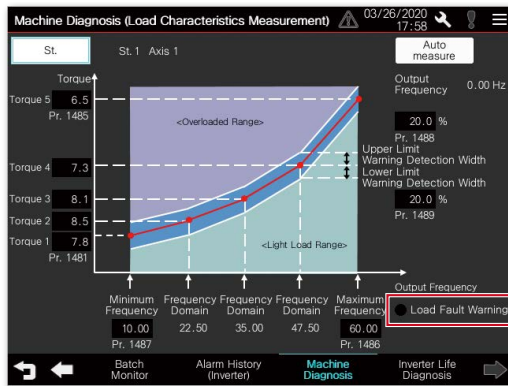 Machine Diagnosis (Load Characteristics Measurement)
03/26/2020
17:58
St.
St. 1 Axis 1
Auto
measure
Torque
Output
Frequency
0.00 Hz
Torque 5 6.5
Pr. 1485
<Overloaded Range>
20.0 %
Pr. 1488
Upper Limit
Warning Detection Width
Lower Limit
Warning Detection Width
Torque 4 7.3
Torque 3 8.1
20.0 %
Pr. 1489
Torque 2 8.5
Torque 1 7.8
Pr. 1481
<Light Load Range>
Output Frequency
Minimum
Frequency
Frequency
Domain
Frequency
Domain
Frequency
Domain
Maximum
Frequency
Load Fault Warning
10.00 22.50 35.00 47.50 60.00
Pr. 1487
Pr. 1486
Batch
Monitor
Alarm History
(Inverter)
Machine
Diagnosis
Inverter Life
Diagnosis